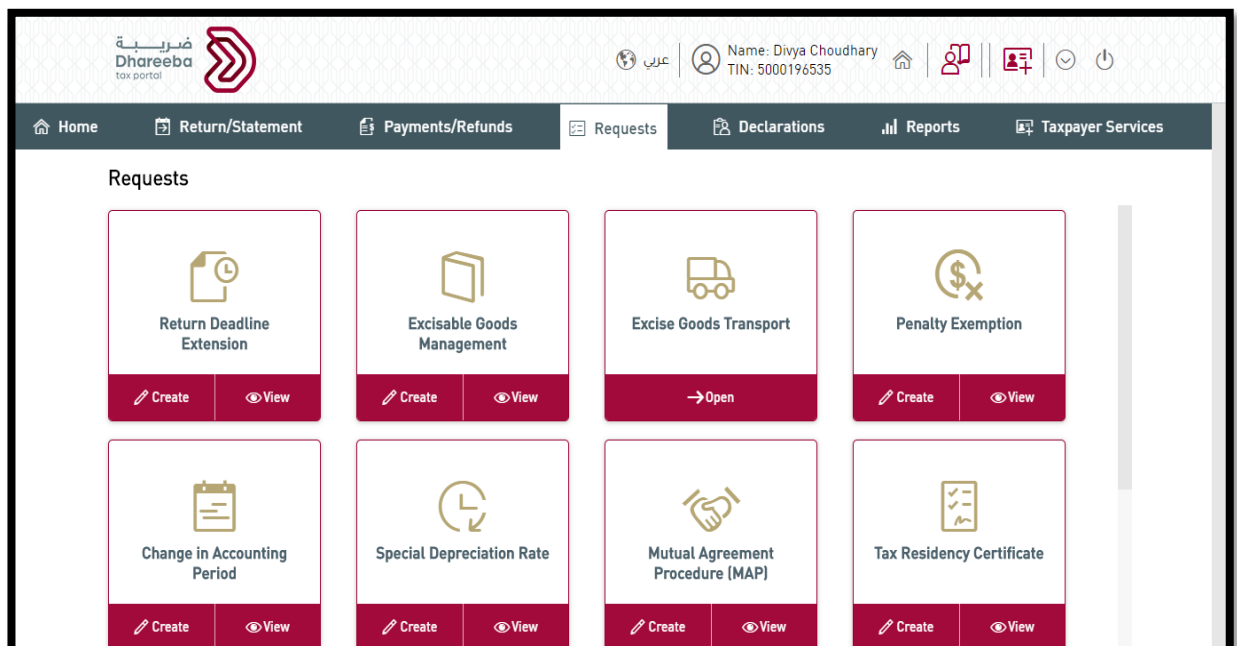 ضريبة
Dhareeba
tax portal
عربي
Name: Divya Choudhary
TIN: 5000196535
Home
Return/Statement
Payments/Refunds
Requests
Declarations
Reports
Taxpayer Services
Requests
Return Deadline
Extension
Create
View
Excisable Goods
Management
Create
View
Excise Goods Transport
Open
Penalty Exemption
Create
View
Change in Accounting
Period
Create
View
Special Depreciation Rate
Create
View
Mutual Agreement
Procedure (MAP)
Create
View
Tax Residency Certificate
Create
View